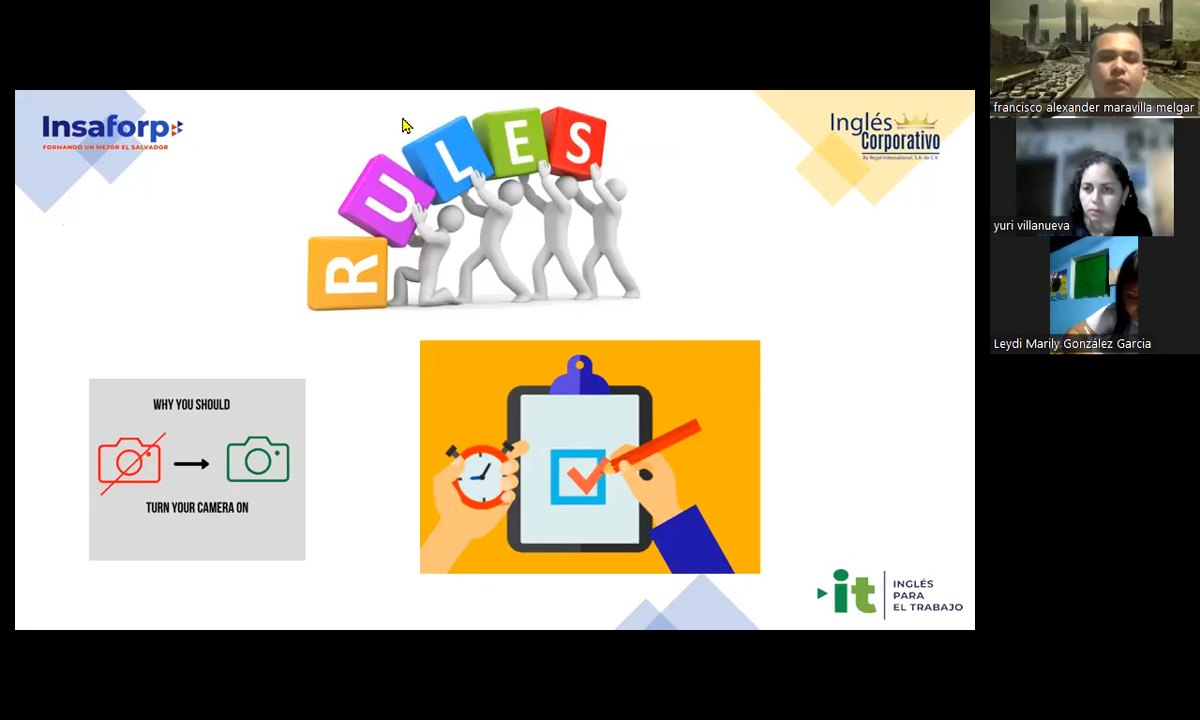 Insaforp
FORMANDO UN MEJOR EL SALVADOR
RULES
Inglés
Corporativo
By Regal International, S.A. de C.V.
WHY YOU SHOULD
TURN YOUR CAMERA ON
it
INGLÉS
PARA
EL TRABAJO
francisco alexander maravilla melgar
yuri villanueva
Leydi Marily González Garcia